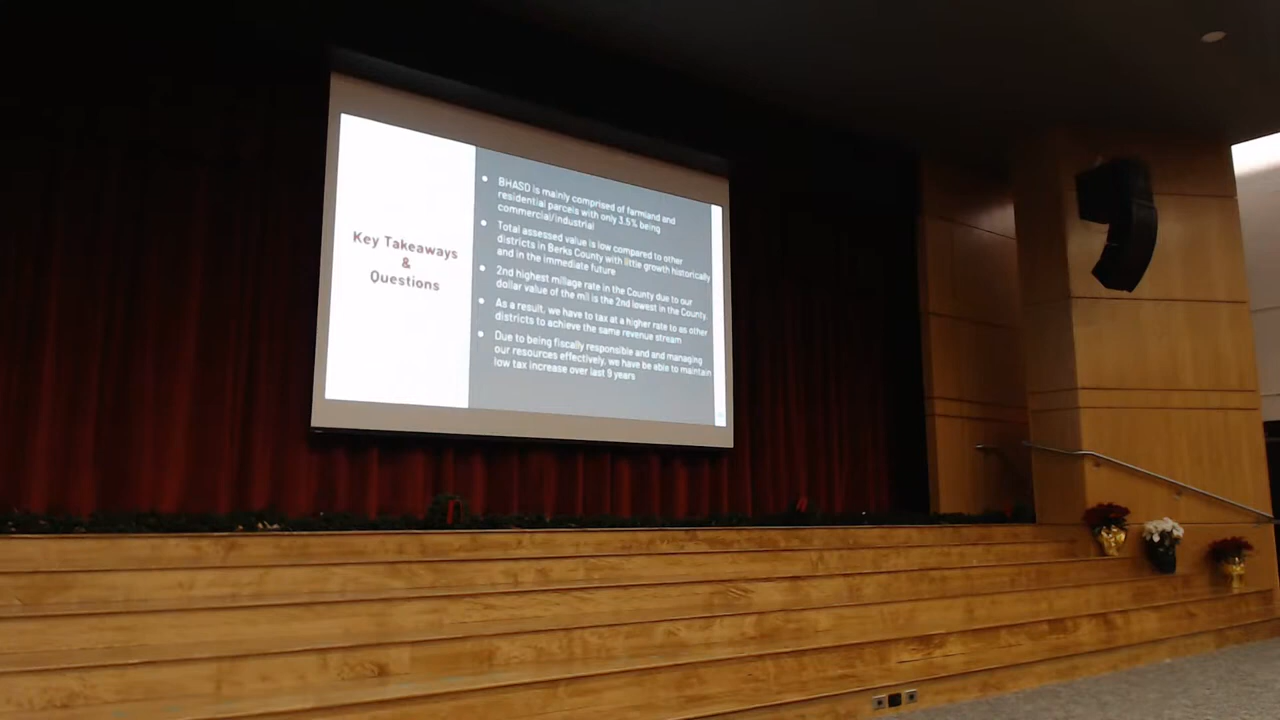 Key Takeaways
&
Questions
BHASD is mainly comprised of farmland and
residential parcels with only 3.5% being
commercial/industrial
Total assessed value is low compared to other
districts in Berks County with little growth historically
and in the immediate future
2nd highest millage rate in the County due to our
dollar value of the mil is the 2nd lowest in the County.
As a result, we have to tax at a higher rate to as other
districts to achieve the same revenue stream
Due to being fiscally responsible and and managing
our resources effectively, we have be able to maintain
low tax increase over last 9 years